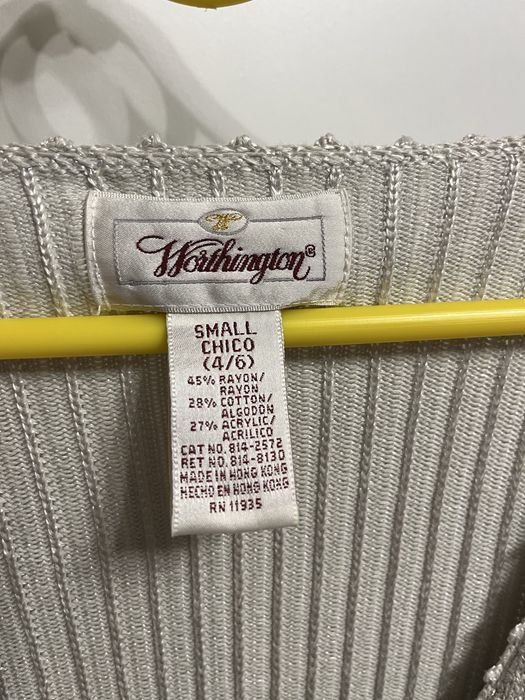 W
Worthington®
SMALL
CHICO
(4/6)
45% RAYON/
RAYON
28% COTTON/
ALGODON
27% ACRYLIC/
ACRILICO
CAT NO. 814-2572
RET NO. 814-8130
MADE IN HONG KONG
HECHO EN HONG KONG
RN 11935